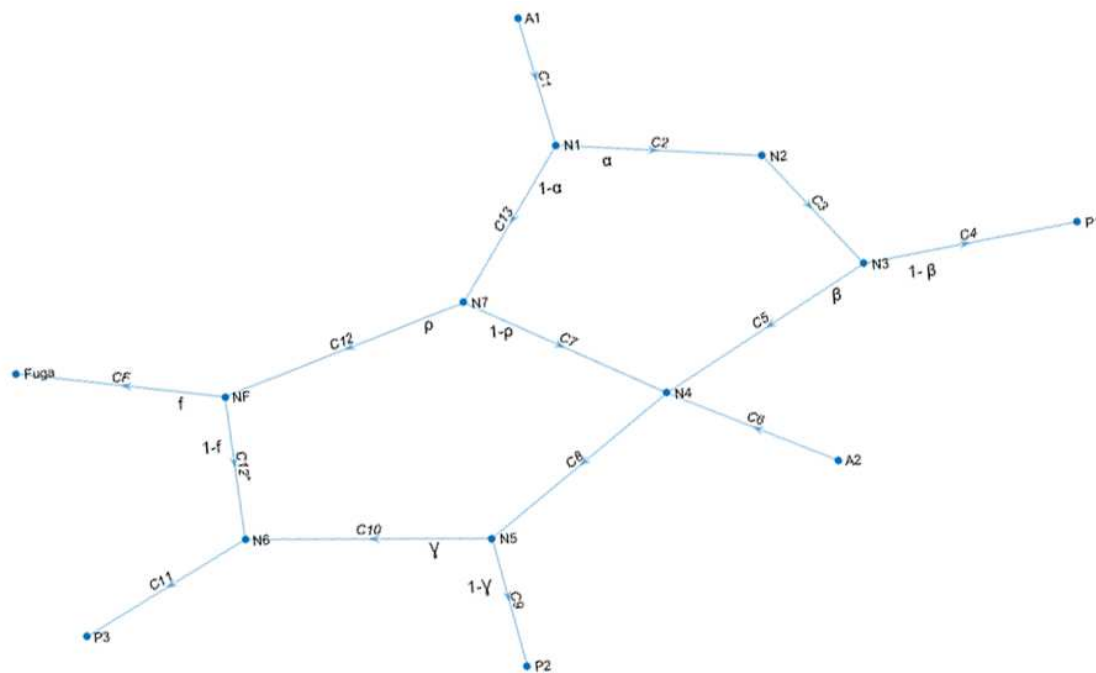 A1
C1
N1
α
C2
N2
1-α
C13
C3
P1
C4
N3
1-β
β
N7
ρ
1-ρ
C7
C5
C12
Fuga
CF
f
NF
N4
1-f
C12*
C8
C6
A2
N6
C10
γ
N5
1-γ
C9
C11
P3
P2